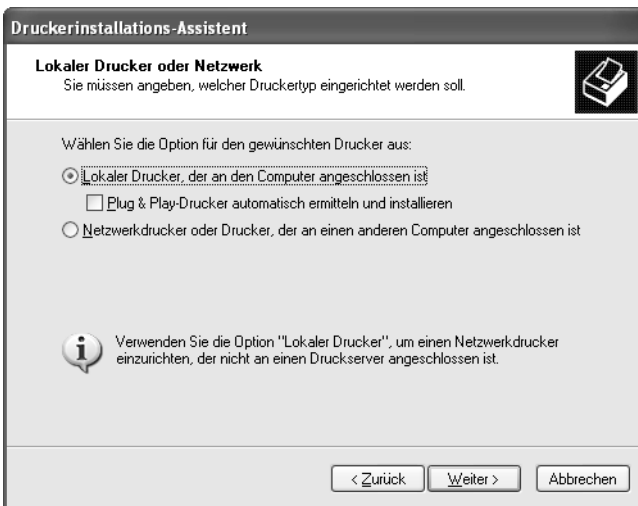 Druckerinstallations-Assistent
Lokaler Drucker oder Netzwerk
Sie müssen angeben, welcher Druckertyp eingerichtet werden soll.
Wählen Sie die Option für den gewünschten Drucker aus:
Lokaler Drucker, der an den Computer angeschlossen ist
Plug & Play-Drucker automatisch ermitteln und installieren
Netzwerkdrucker oder Drucker, der an einen anderen Computer angeschlossen ist
Verwenden Sie die Option "Lokaler Drucker", um einen Netzwerkdrucker
einzurichten, der nicht an einen Druckserver angeschlossen ist.
< Zurück Weiter > Abbrechen